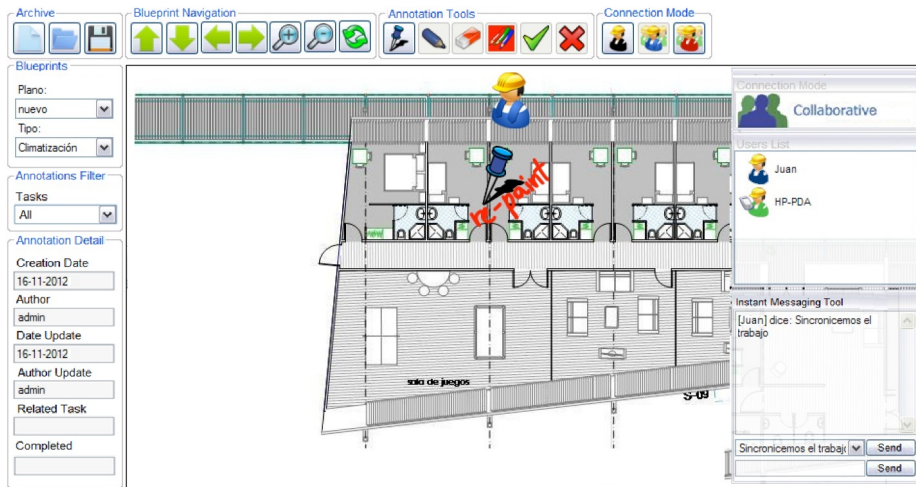 Archive
Blueprint Navigation
Annotation Tools
Connection Mode
Blueprints
Plano:
nuevo
Tipo:
Climatización
Annotations Filter
Tasks
All
Annotation Detail
Creation Date
16-11-2012
Author
admin
Date Update
16-11-2012
Author Update
admin
Related Task
Completed
re-paint
sala de juegos
S-09
Connection Mode
Collaborative
Users List
Juan
HP-PDA
Instant Messaging Tool
[Juan] dice: Sincronicemos el
trabajo
Sincronicemos el trabaj
Send
Send